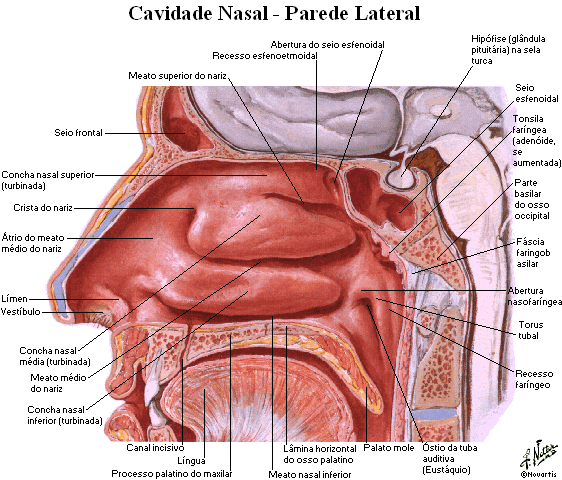 Cavidade Nasal - Parede Lateral
Hipófise (glândula
pituitária) na sela
turca
Abertura do seio esfenoidal
Recesso esfenoetmoidal
Meato superior do nariz
Seio
esfenoidal
Tonsila
faríngea
(adenóide,
se
aumentada)
Parte
basilar
do osso
occipital
Fáscia
faringob
asilar
Abertura
nasofaríngea
Torus
tubal
Recesso
faríngeo
Seio frontal
Concha nasal superior
(turbinada)
Crista do nariz
Átrio do meato
médio do nariz
Límen
Vestíbulo
Concha nasal
média (turbinada)
Meato médio
do nariz
Concha nasal
inferior (turbinada)
Canal incisivo
Língua
Processo palatino do maxilar
Lâmina horizontal
do osso palatino
Meato nasal inferior
Palato mole
Óstio da tuba
auditiva
(Eustáquio)
F. Netter
©Novartis